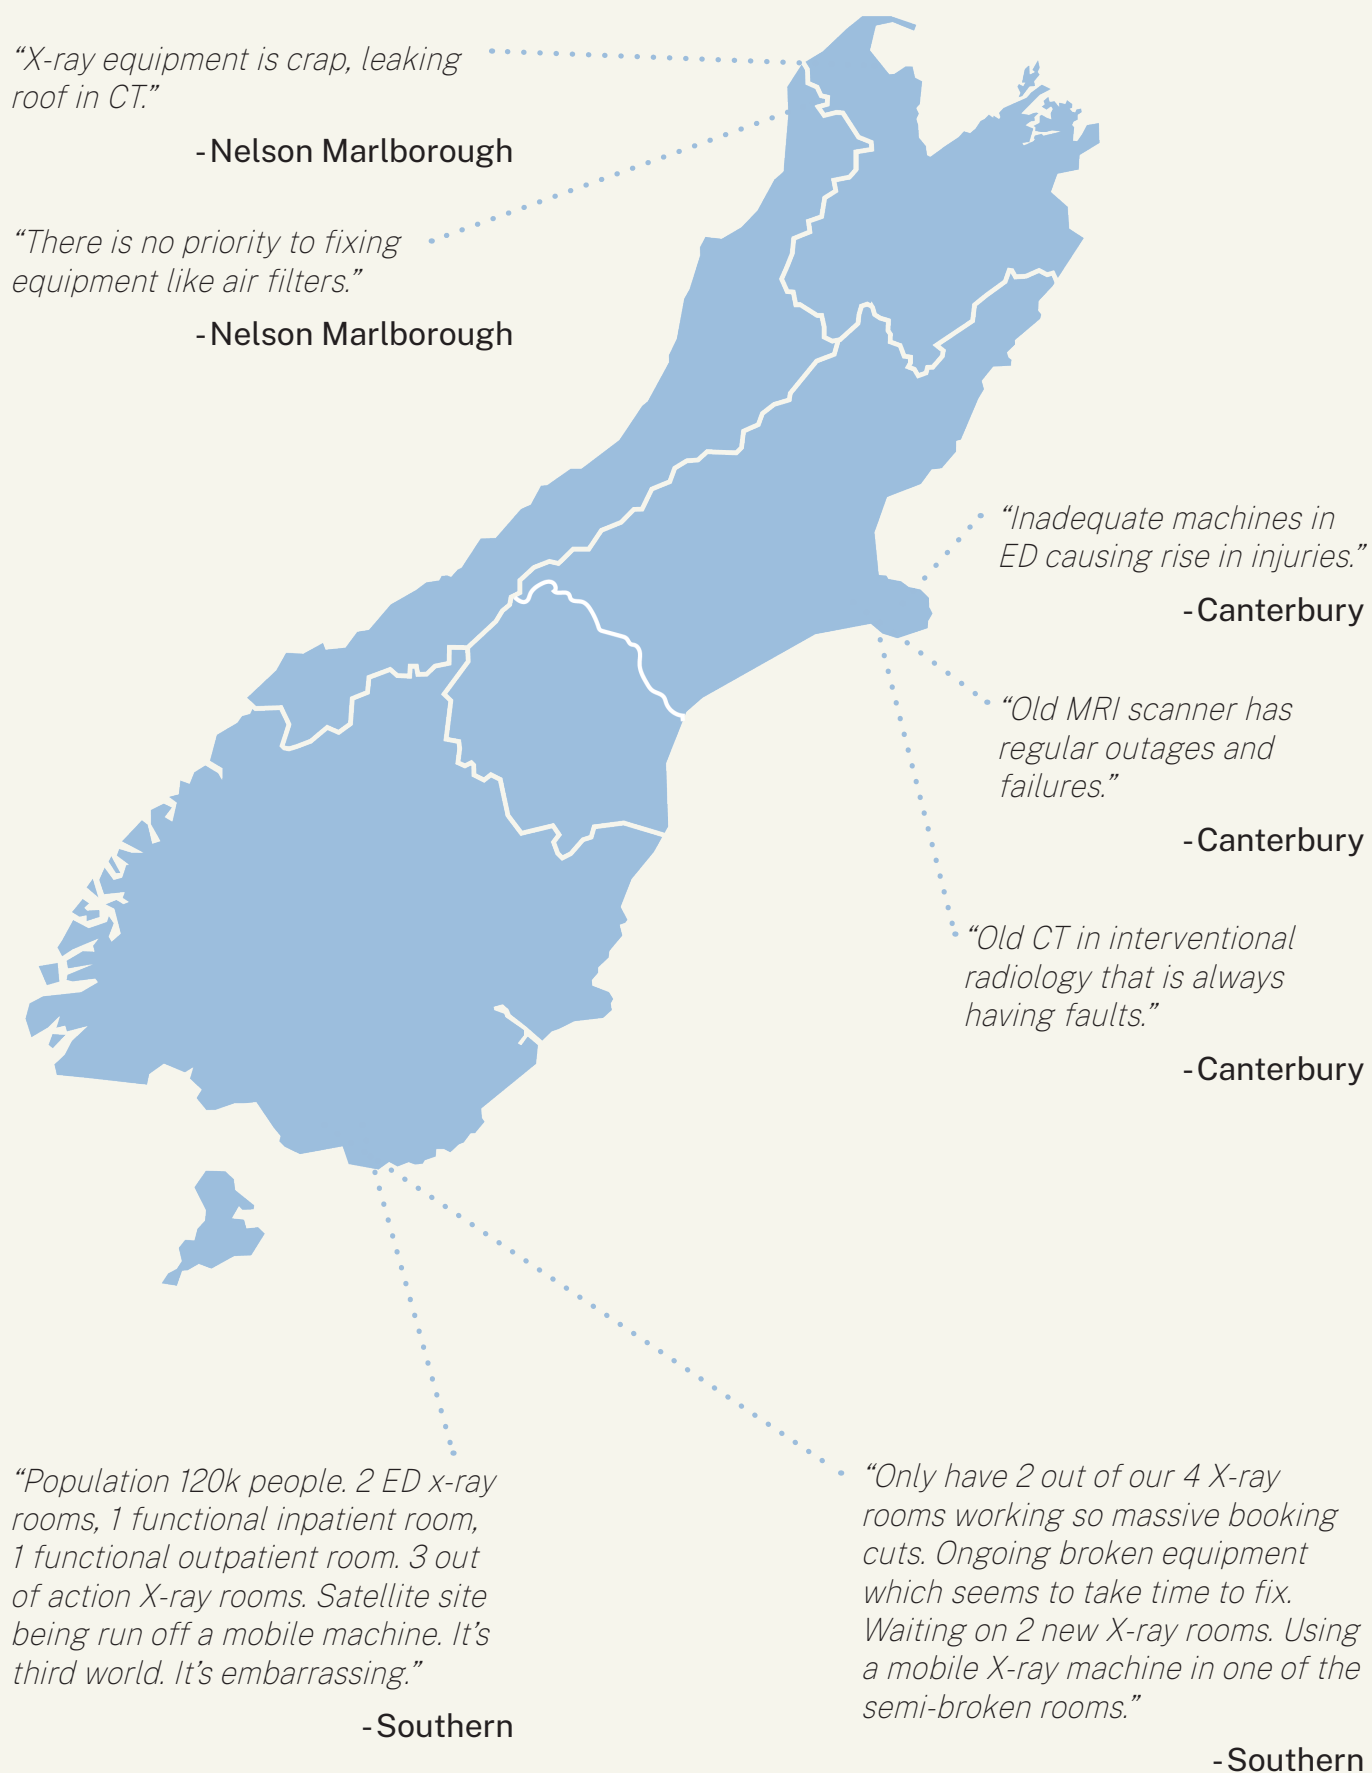 “X-ray equipment is crap, leaking
roof in CT.”
- Nelson Marlborough
“There is no priority to fixing
equipment like air filters.”
- Nelson Marlborough
“Inadequate machines in
ED causing rise in injuries.”
- Canterbury
“Old MRI scanner has
regular outages and
failures.”
- Canterbury
“Old CT in interventional
radiology that is always
having faults.”
- Canterbury
“Population 120k people. 2 ED x-ray
rooms, 1 functional inpatient room,
1 functional outpatient room. 3 out
of action X-ray rooms. Satellite site
being run off a mobile machine. It’s
third world. It’s embarrassing.”
- Southern
“Only have 2 out of our 4 X-ray
rooms working so massive booking
cuts. Ongoing broken equipment
which seems to take time to fix.
Waiting on 2 new X-ray rooms. Using
a mobile X-ray machine in one of the
semi-broken rooms.”
- Southern